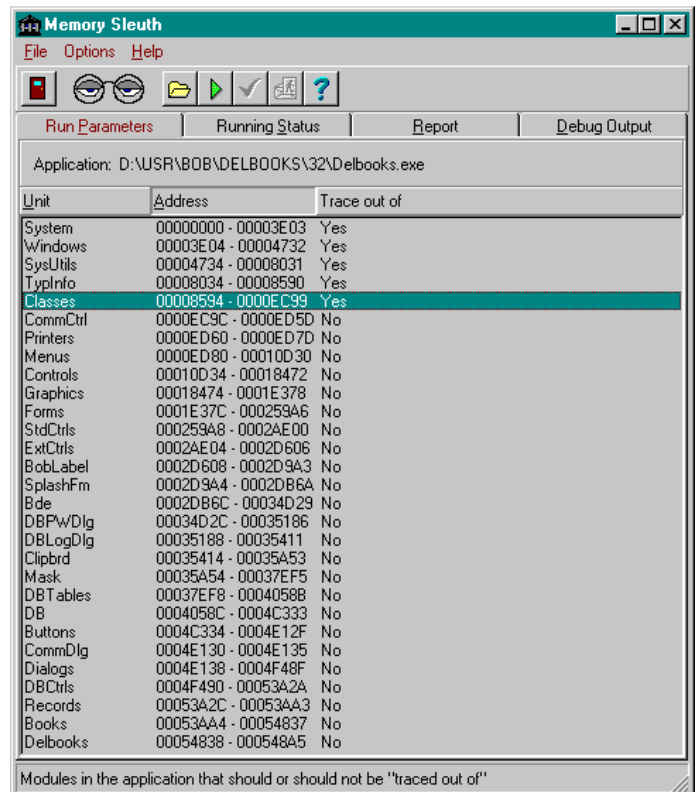 Memory Sleuth
File Options Help
Run Parameters Running Status Report Debug Output
Application: D:\USR\BOB\DELBOOKS\32\Delbooks.exe
Unit Address Trace out of
System 00000000 - 00003E03 Yes
Windows 00003E04 - 00004732 Yes
SysUtils 00004734 - 00008031 Yes
TypInfo 00008034 - 00008590 Yes
Classes 00008594 - 0000EC99 Yes
CommCtrl 0000EC9C - 0000ED5D No
Printers 0000ED60 - 0000ED7D No
Menus 0000ED80 - 00010D30 No
Controls 00010D34 - 00018472 No
Graphics 00018474 - 0001E378 No
Forms 0001E37C - 000259A6 No
StdCtrls 000259A8 - 0002AE00 No
ExtCtrls 0002AE04 - 0002D606 No
BobLabel 0002D608 - 0002D9A3 No
SplashFm 0002D9A4 - 0002DB6A No
Bde 0002DB6C - 00034D29 No
DBPWDlg 00034D2C - 00035186 No
DBLogDlg 00035188 - 00035411 No
Clipbrd 00035414 - 00035A53 No
Mask 00035A54 - 00037EF5 No
DBTables 00037EF8 - 0004058B No
DB 0004058C - 0004C333 No
Buttons 0004C334 - 0004E12F No
CommDlg 0004E130 - 0004E135 No
Dialogs 0004E138 - 0004F48F No
DBCtrls 0004F490 - 00053A2A No
Records 00053A2C - 00053AA3 No
Books 00053AA4 - 00054837 No
Delbooks 00054838 - 000548A5 No
Modules in the application that should or should not be "traced out of"